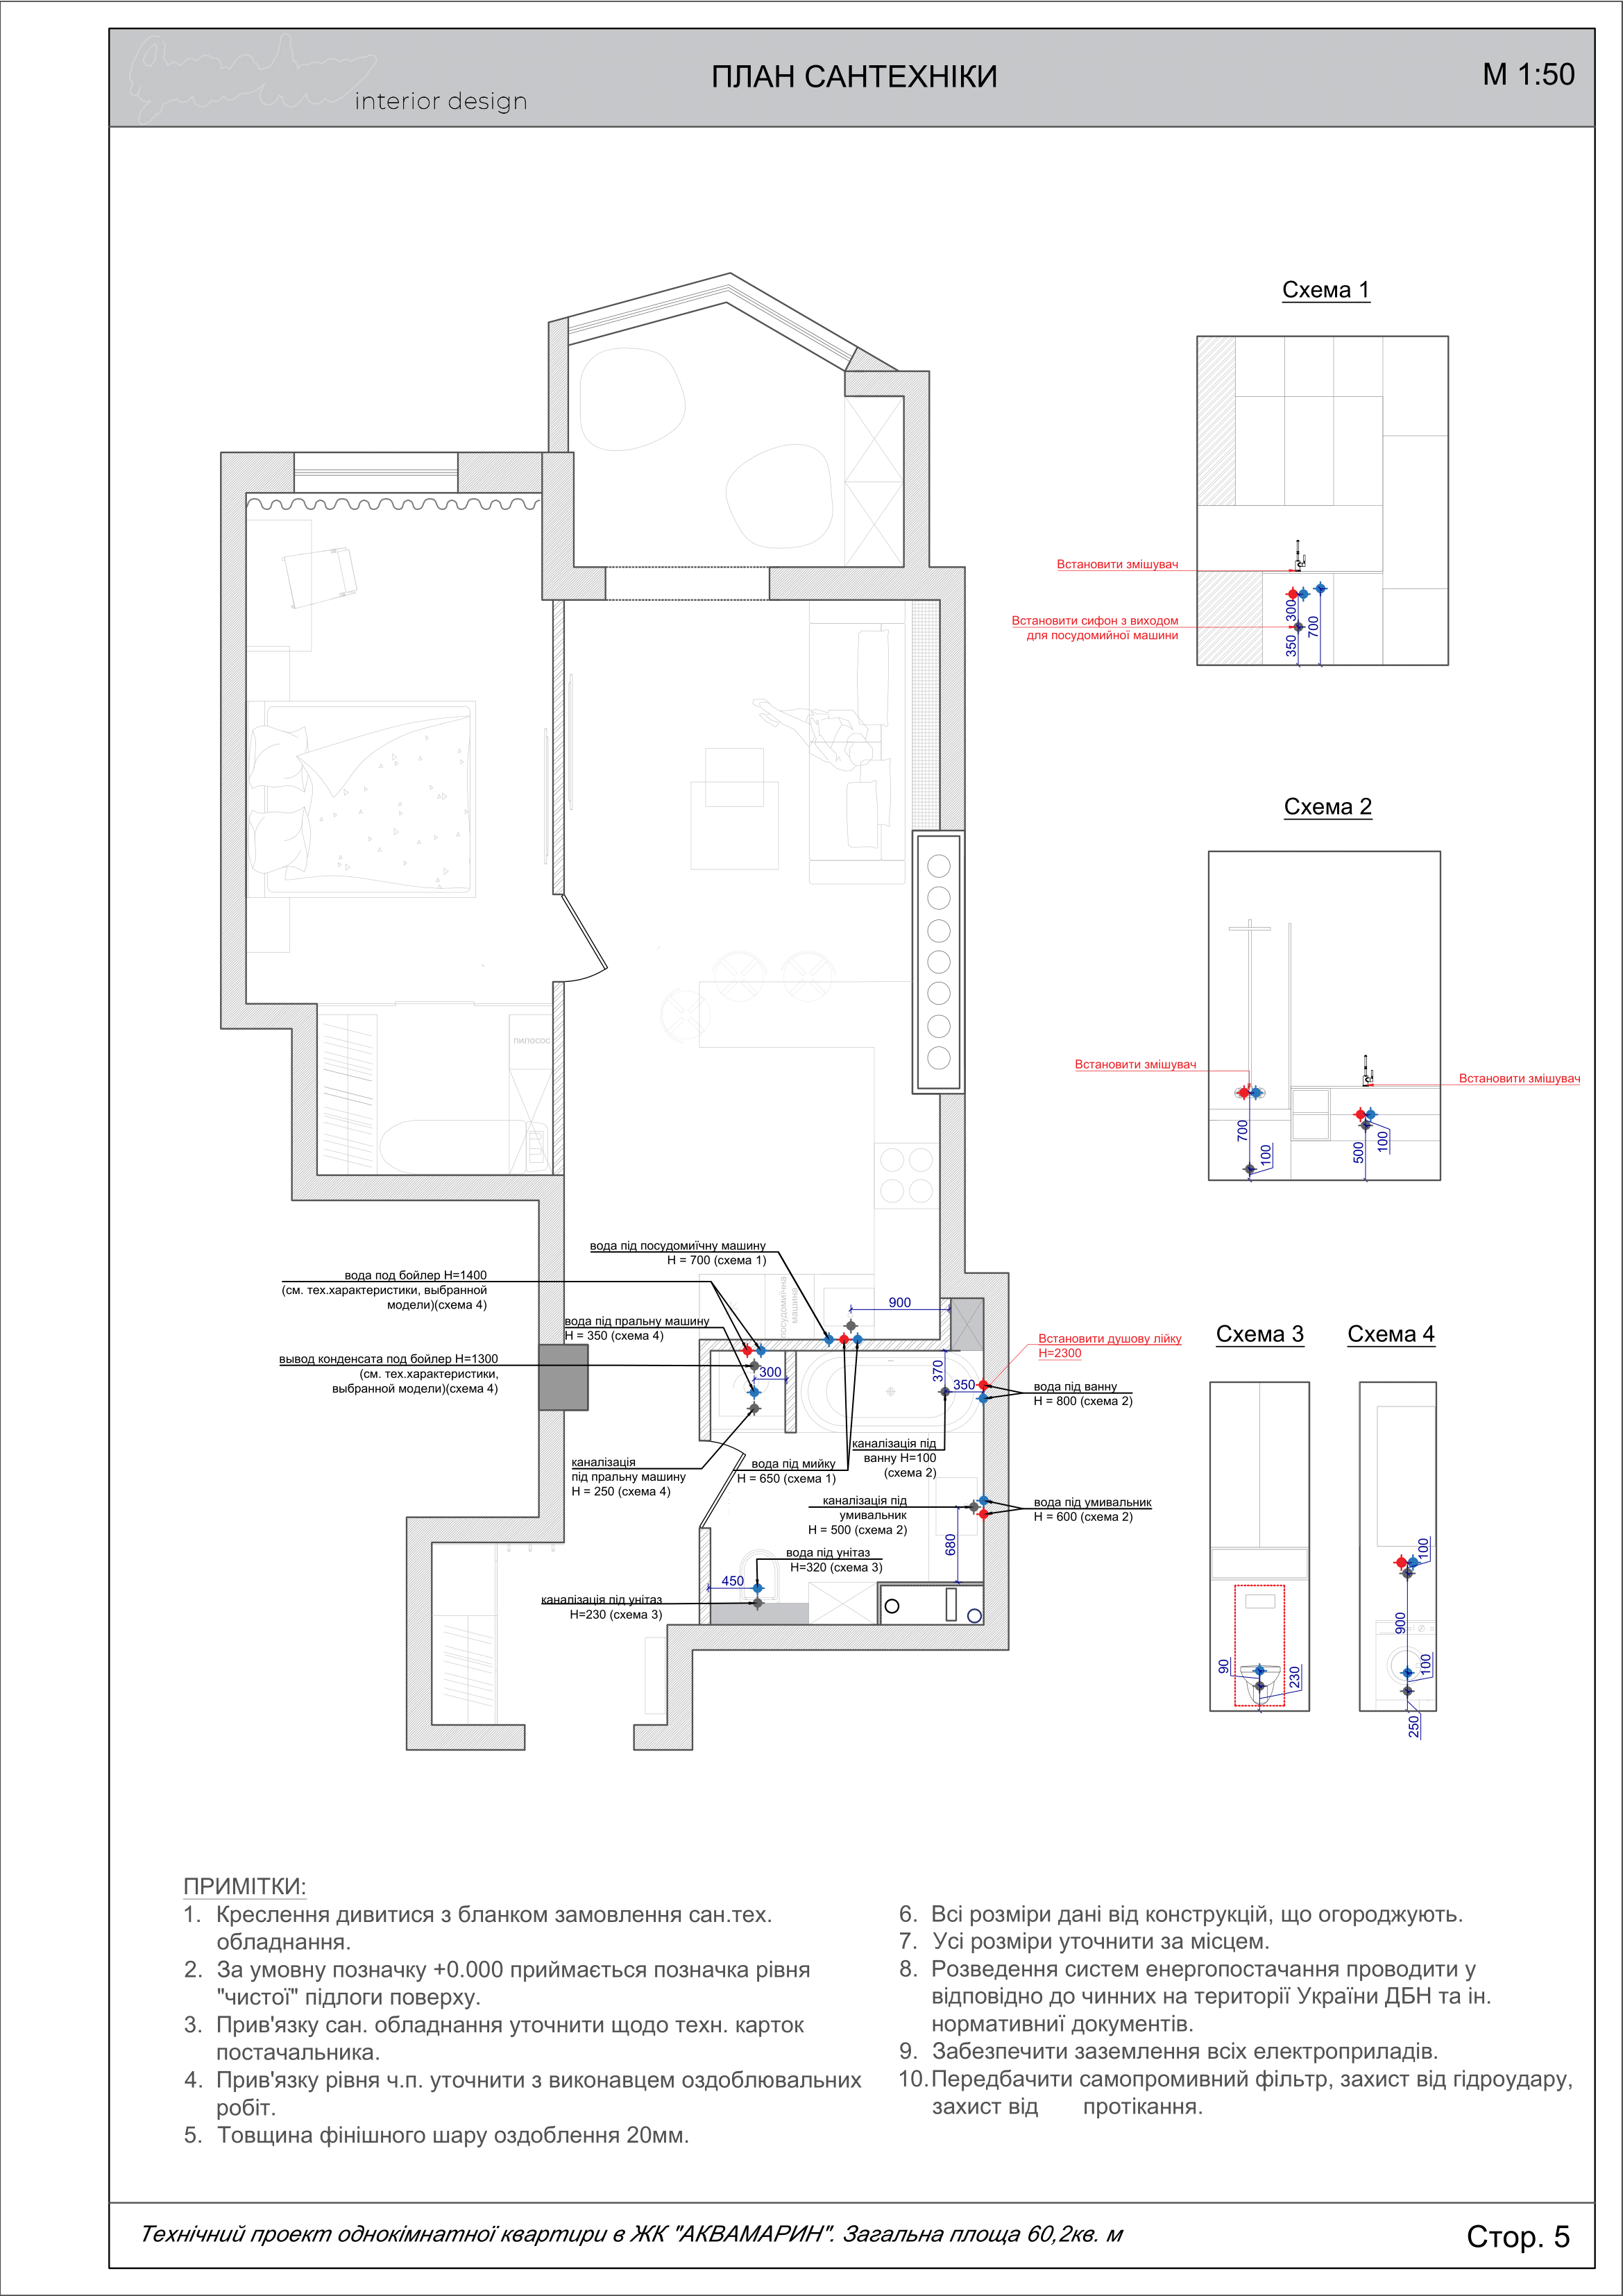 interior design
ПЛАН САНТЕХНІКИ
М 1:50
Схема 1
Встановити змішувач
Встановити сифон з виходом
для посудомийної машини
300
350
700
Схема 2
Встановити змішувач
Встановити змішувач
700
100
500
100
пилосос
вода під посудомиїчну машину
H = 700 (схема 1)
вода под бойлер H=1400
(см. тех.характеристики, выбранной
модели)(схема 4)
посудомиїчна
машина
900
вода під пральну машину
H = 350 (схема 4)
вывод конденсата под бойлер H=1300
(см. тех.характеристики,
выбранной модели)(схема 4)
300
370
350
Встановити душову лійку
H=2300
вода під ванну
H = 800 (схема 2)
каналізація
під пральну машину
H = 250 (схема 4)
вода під мийку
H = 650 (схема 1)
каналізація під
ванну H=100
(схема 2)
каналізація під
умивальник
H = 500 (схема 2)
вода під умивальник
H = 600 (схема 2)
680
вода під унітаз
H=320 (схема 3)
450
каналізація під унітаз
H=230 (схема 3)
Схема 3
90
230
Схема 4
100
900
100
250
ПРИМІТКИ:
1. Креслення дивитися з бланком замовлення сан.тех.
обладнання.
2. За умовну позначку +0.000 приймається позначка рівня
"чистої" підлоги поверху.
3. Прив'язку сан. обладнання уточнити щодо техн. карток
постачальника.
4. Прив'язку рівня ч.п. уточнити з виконавцем оздоблювальних
робіт.
5. Товщина фінішного шару оздоблення 20мм.
6. Всі розміри дані від конструкцій, що огороджують.
7. Усі розміри уточнити за місцем.
8. Розведення систем енергопостачання проводити у
відповідно до чинних на території України ДБН та ін.
нормативниї документів.
9. Забезпечити заземлення всіх електроприладів.
10.Передбачити самопромивний фільтр, захист від гідроудару,
захист від протікання.
Технічний проект однокімнатної квартири в ЖК "АКВАМАРИН". Загальна площа 60,2кв. м
Стор. 5